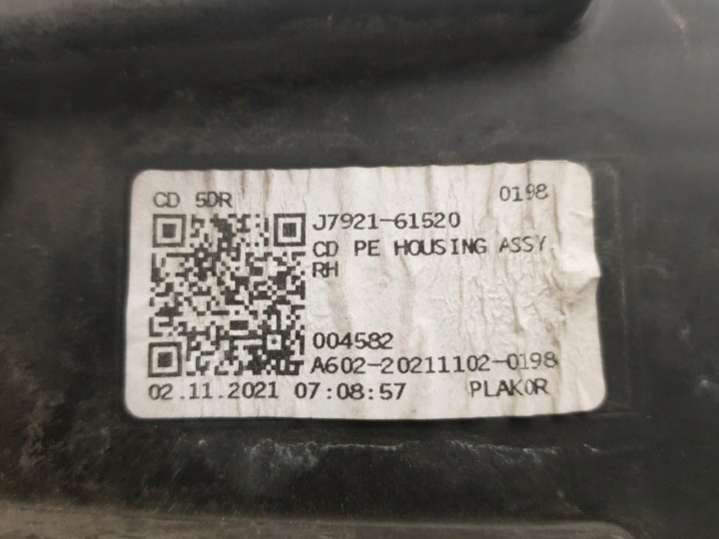 CD 5DR 0198
J7921-61520
CD PE HOUSING ASSY,
RH
004582
A602-20211102-0198
02.11.2021 07:08:57 PLAKOR